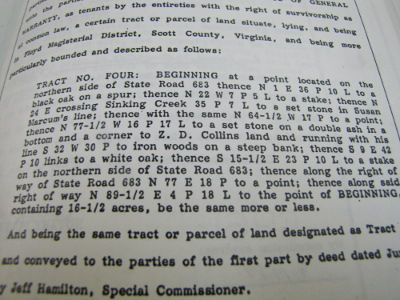 and the part OF GENERAL
WARRANTY, as tenants by the entireties with the right of survivorship as
at common law, a certain tract or parcel of land situate, lying, and being
in Floyd Magisterial District, Scott County, Virginia, and being more
particularly bounded and described as follows:
TRACT NO. FOUR: BEGINNING at a point located on the
northern side of State Road 683 thence N 1 E 36 P 10 L to a
black oak on a spur; thence N 22 W 7 P 5 L to a stake; thence N
24 E crossing Sinking Creek 35 P 7 L to a set stone in Susan
Marcum's line; thence with the same N 64-1/2 W 17 P to a point;
thence N 77-1/2 W 16 P 17 L to a set stone on a double ash in a
bottom and a corner to Z. D. Collins land and running with his
line S 32 W 30 P to iron woods on a steep bank; thence S 9 E 42
P 10 links to a white oak; thence S 15-1/2 E 23 P 10 L to a stake
on the northern side of State Road 683; thence along the right of
way of State Road 683 N 77 E 18 P to a point; thence along said
right of way N 89-1/2 E 4 P 18 L to the point of BEGINNING,
containing 16-1/2 acres, be the same more or less.
And being the same tract or parcel of land designated as Tract
and conveyed to the parties of the first part by deed dated Jun
y Jeff Hamilton, Special Commissioner.